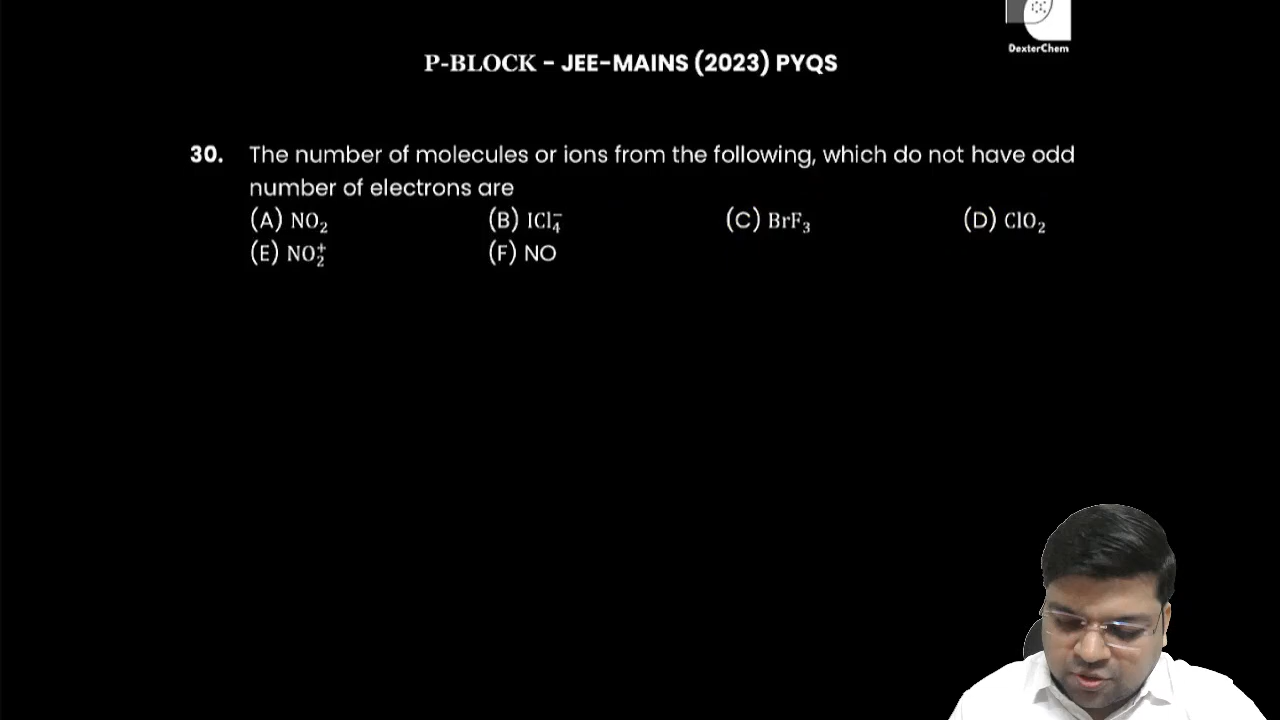 DexterChem
P-BLOCK - JEE-MAINS (2023) PYQS
30. The number of molecules or ions from the following, which do not have odd
number of electrons are
(A) NO₂ (B) ICl₄⁻ (C) BrF₃ (D) ClO₂
(E) NO₂⁺ (F) NO